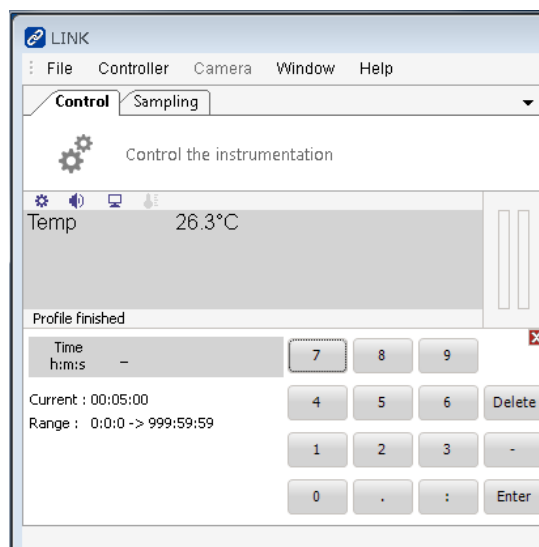 LINK
File Controller Camera Window Help
Control Sampling
Control the instrumentation
Temp 26.3°C
Profile finished
Time
h:m:s _
Current : 00:05:00
Range : 0:0:0 -> 999:59:59
7 8 9
4 5 6 Delete
1 2 3 -
0 . : Enter